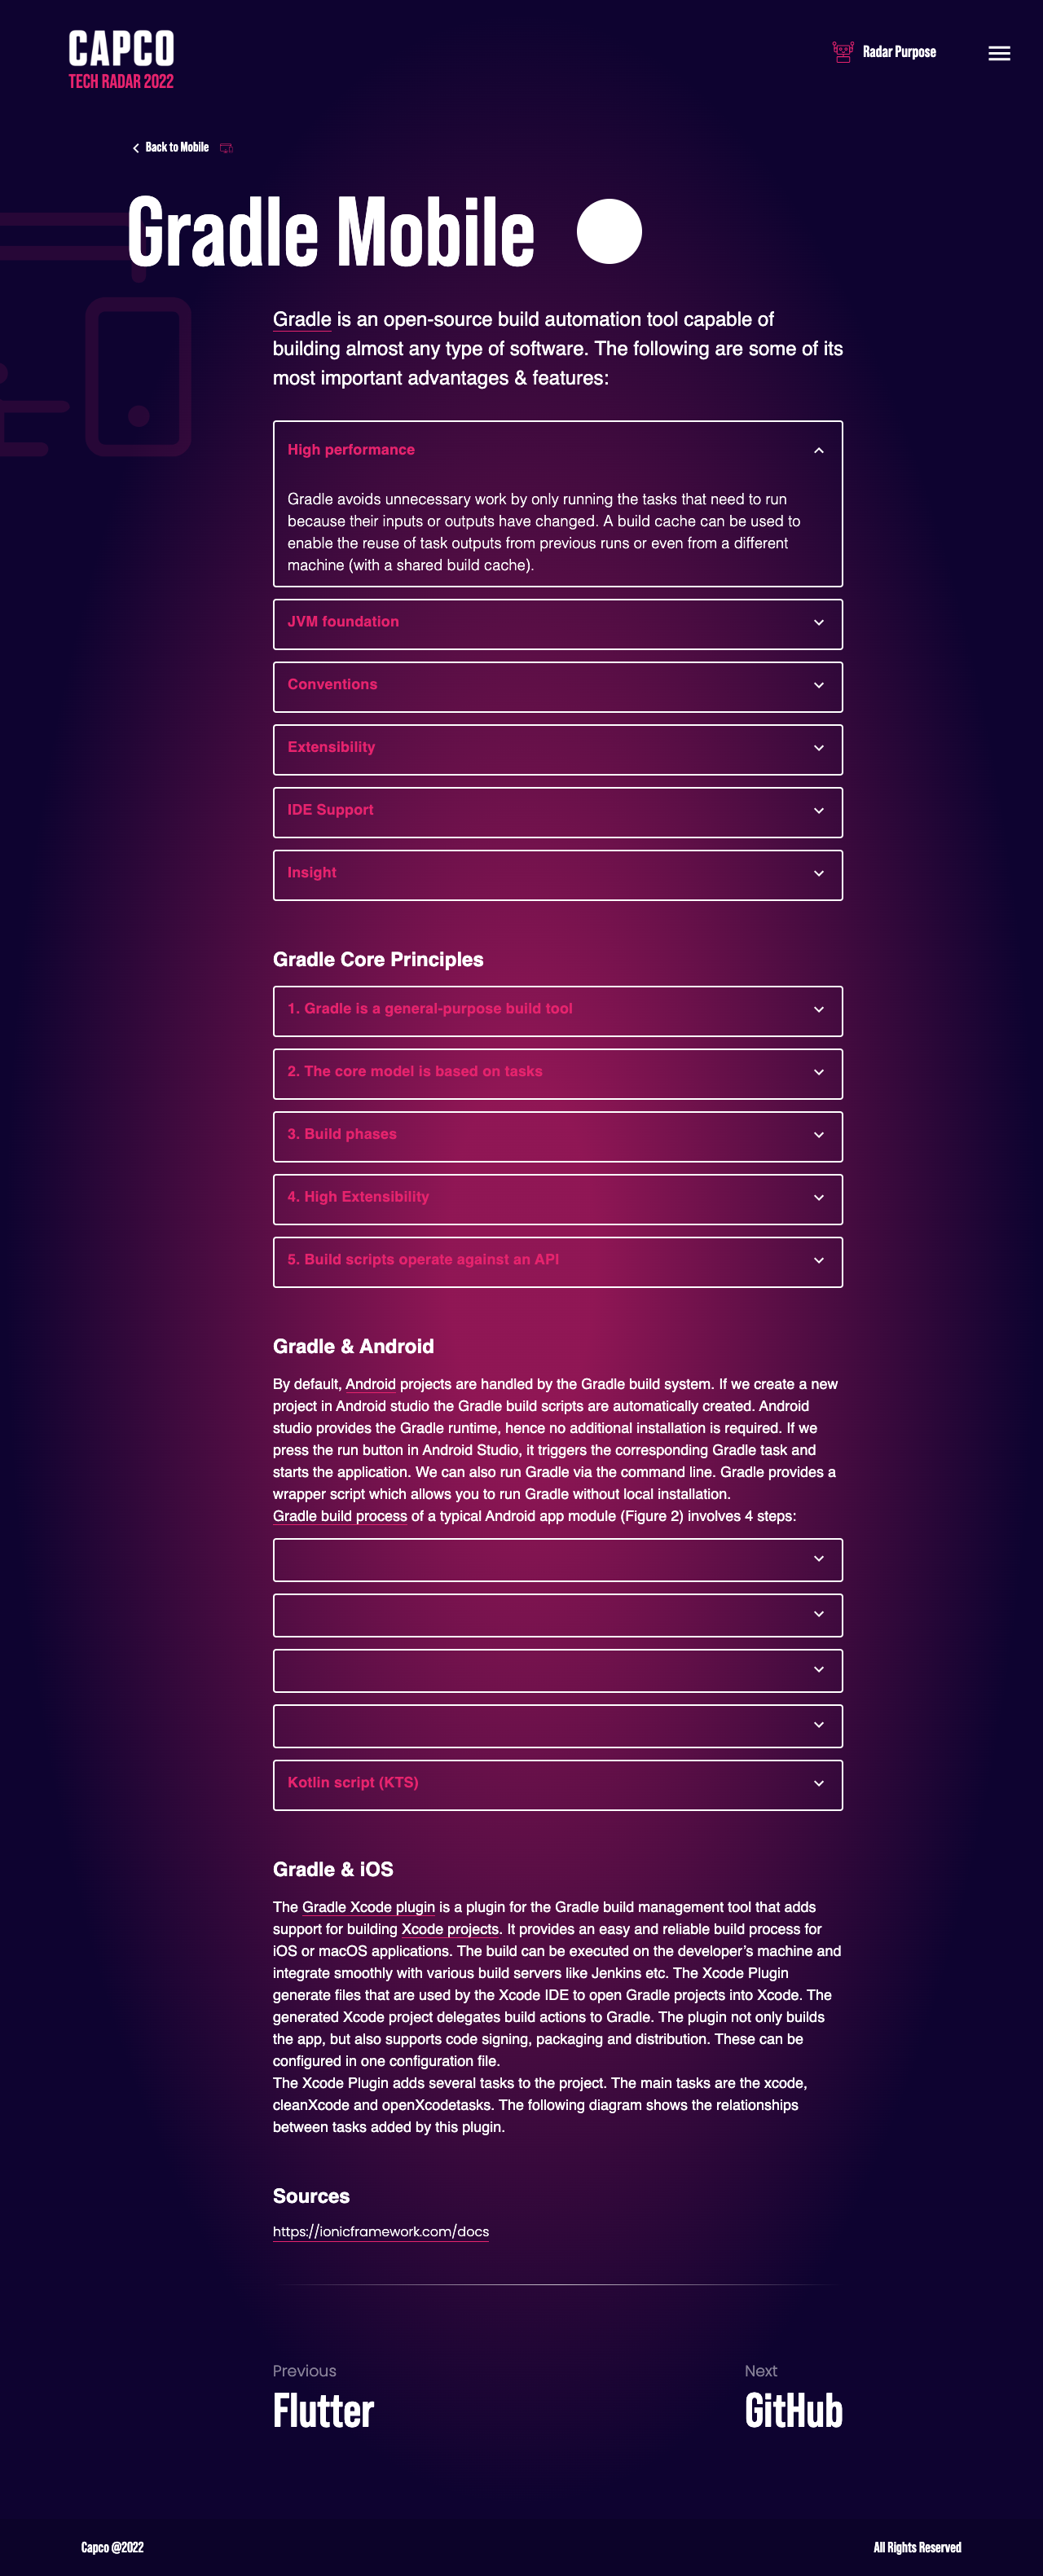 CAPCO
TECH RADAR 2022
Radar Purpose
Back to Mobile
Gradle Mobile
Gradle is an open-source build automation tool capable of
building almost any type of software. The following are some of its
most important advantages & features:
High performance
Gradle avoids unnecessary work by only running the tasks that need to run
because their inputs or outputs have changed. A build cache can be used to
enable the reuse of task outputs from previous runs or even from a different
machine (with a shared build cache).
JVM foundation
Conventions
Extensibility
IDE Support
Insight
Gradle Core Principles
1. Gradle is a general-purpose build tool
2. The core model is based on tasks
3. Build phases
4. High Extensibility
5. Build scripts operate against an API
Gradle & Android
By default, Android projects are handled by the Gradle build system. If we create a new
project in Android studio the Gradle build scripts are automatically created. Android
studio provides the Gradle runtime, hence no additional installation is required. If we
press the run button in Android Studio, it triggers the corresponding Gradle task and
starts the application. We can also run Gradle via the command line. Gradle provides a
wrapper script which allows you to run Gradle without local installation.
Gradle build process of a typical Android app module (Figure 2) involves 4 steps:
Kotlin script (KTS)
Gradle & iOS
The Gradle Xcode plugin is a plugin for the Gradle build management tool that adds
support for building Xcode projects. It provides an easy and reliable build process for
iOS or macOS applications. The build can be executed on the developer’s machine and
integrate smoothly with various build servers like Jenkins etc. The Xcode Plugin
generate files that are used by the Xcode IDE to open Gradle projects into Xcode. The
generated Xcode project delegates build actions to Gradle. The plugin not only builds
the app, but also supports code signing, packaging and distribution. These can be
configured in one configuration file.
The Xcode Plugin adds several tasks to the project. The main tasks are the xcode,
cleanXcode and openXcodetasks. The following diagram shows the relationships
between tasks added by this plugin.
Sources
https://ionicframework.com/docs
Previous
Flutter
Next
GitHub
Capco @2022
All Rights Reserved